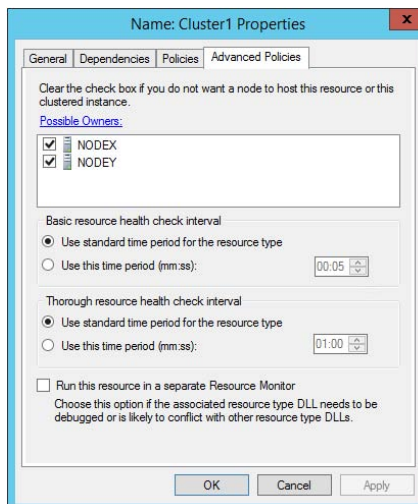 Name: Cluster1 Properties
x
General Dependencies Policies Advanced Policies
Clear the check box if you do not want a node to host this resource or this
clustered instance.
Possible Owners:
NODEX
NODEY
Basic resource health check interval
Use standard time period for the resource type
Use this time period (mm:ss): 00:05
Thorough resource health check interval
Use standard time period for the resource type
Use this time period (mm:ss): 01:00
Run this resource in a separate Resource Monitor
Choose this option if the associated resource type DLL needs to be
debugged or is likely to conflict with other resource type DLLs.
OK Cancel Apply